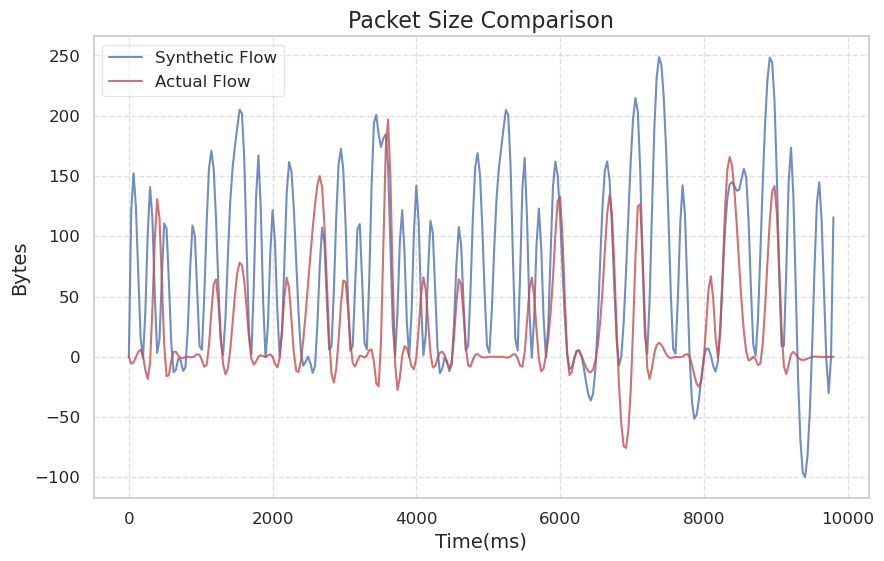 Packet Size Comparison
Synthetic Flow
Actual Flow
Bytes
250
200
150
100
50
0
−50
−100
0
2000
4000
6000
8000
10000
Time(ms)